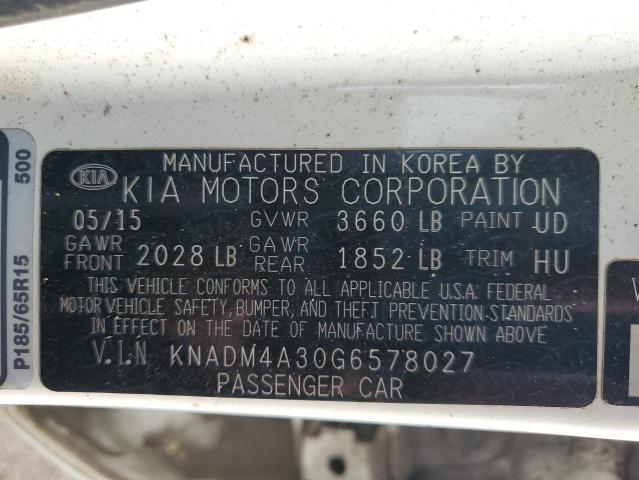 MANUFACTURED IN KOREA BY
KIA KIA MOTORS CORPORATION
05/15 GVWR 3660 LB PAINT UD
GAWR FRONT 2028 LB GAWR REAR 1852 LB TRIM HU
THIS VEHICLE CONFORMS TO ALL APPLICABLE U.S.A. FEDERAL
MOTOR VEHICLE SAFETY, BUMPER, AND THEFT PREVENTION STANDARDS
IN EFFECT ON THE DATE OF MANUFACTURE SHOWN ABOVE
V.I.N KNADM4A30G6578027
PASSENGER CAR
P185/65R15 500